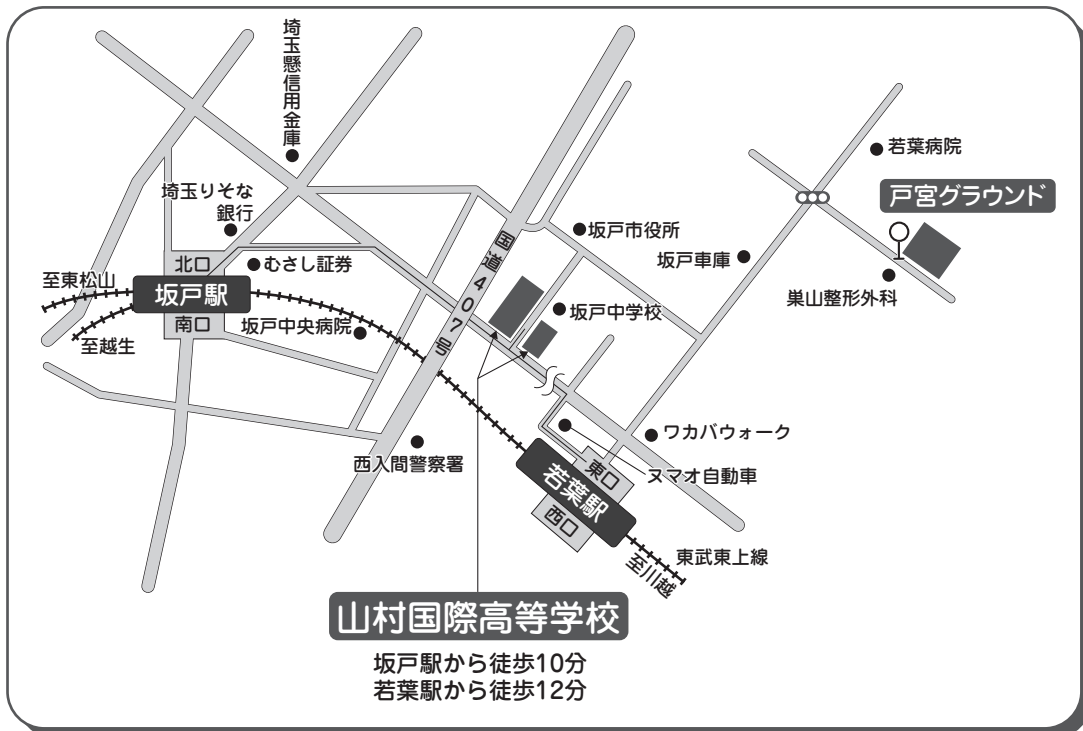 埼玉懸信用金庫
埼玉りそな
銀行
若葉病院
戸宮グラウンド
国道407号
坂戸市役所
坂戸車庫
北口
むさし証券
至東松山
坂戸駅
巣山整形外科
南口
坂戸中央病院
坂戸中学校
至越生
ワカバウォーク
西入間警察署
東口
ヌマオ自動車
若葉駅
西口
東武東上線
至川越
山村国際高等学校
坂戸駅から徒歩10分
若葉駅から徒歩12分